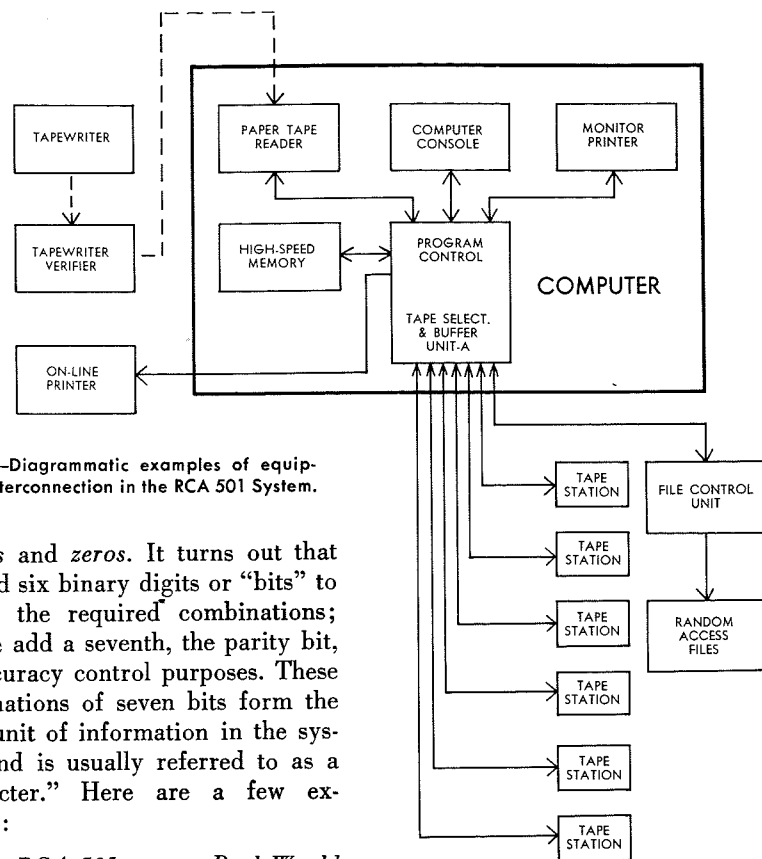 TAPEWRITER
TAPEWRITER
VERIFIER
ON-LINE
PRINTER
PAPER TAPE
READER
COMPUTER
CONSOLE
MONITOR
PRINTER
HIGH-SPEED
MEMORY
PROGRAM
CONTROL
TAPE SELECT.
& BUFFER
UNIT-A
COMPUTER
TAPE
STATION
TAPE
STATION
TAPE
STATION
TAPE
STATION
TAPE
STATION
TAPE
STATION
FILE CONTROL
UNIT
RANDOM
ACCESS
FILES
–Diagrammatic examples of equip-
terconnection in the RCA 501 System.
s and zeros. It turns out that
d six binary digits or “bits” to
the required combinations;
e add a seventh, the parity bit,
curacy control purposes. These
nations of seven bits form the
unit of information in the sys-
nd is usually referred to as a
cter.” Here are a few ex-
: